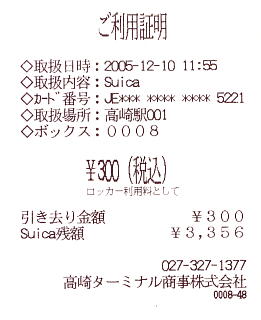 ご利用証明
◇取扱日時：2005-12-10 11:55
◇取扱内容：Suica
◇ｶｰﾄﾞ番号：JE*** **** **** 5221
◇取扱場所：高崎駅001
◇ボックス：０００８
¥300（税込）
ロッカー利用料として
引き去り金額 ￥３００
Suica残額 ￥３,３５６
027-327-1377
高崎ターミナル商事株式会社
0008-48